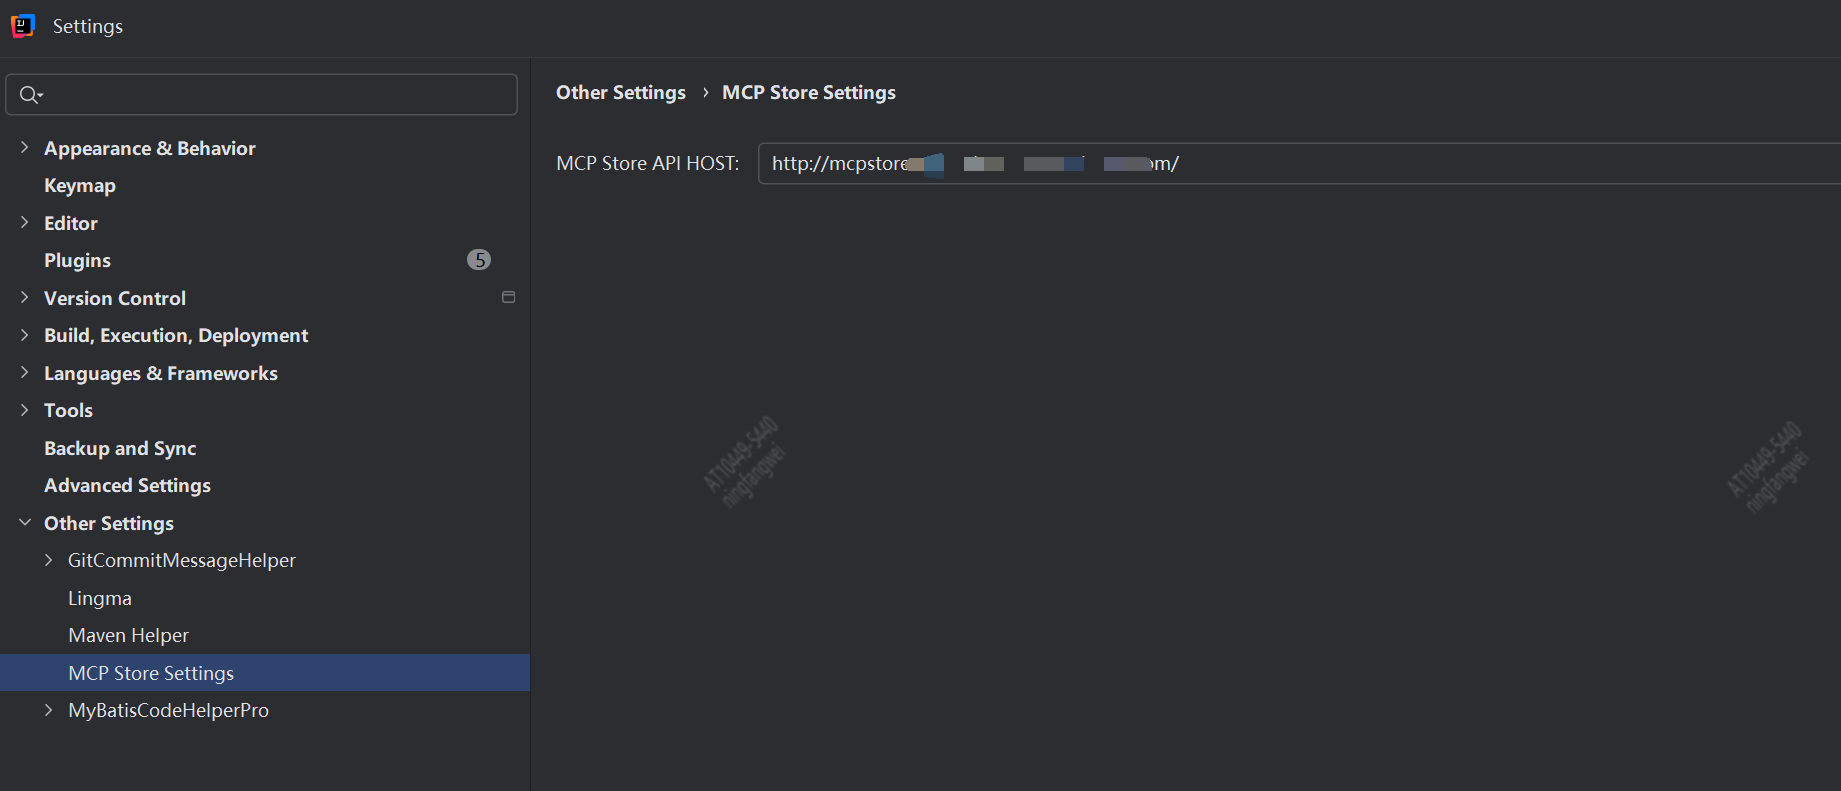 Settings
Other Settings › MCP Store Settings
Appearance & Behavior
MCP Store API HOST: http://mcpstore om/
Keymap
Editor
Plugins 5
Version Control
Build, Execution, Deployment
Languages & Frameworks
Tools
Backup and Sync
Advanced Settings
Other Settings
GitCommitMessageHelper
Lingma
Maven Helper
MCP Store Settings
MyBatisCodeHelperPro
AT10449-5440
ningfangwei
AT10449-5440
ningfangwei